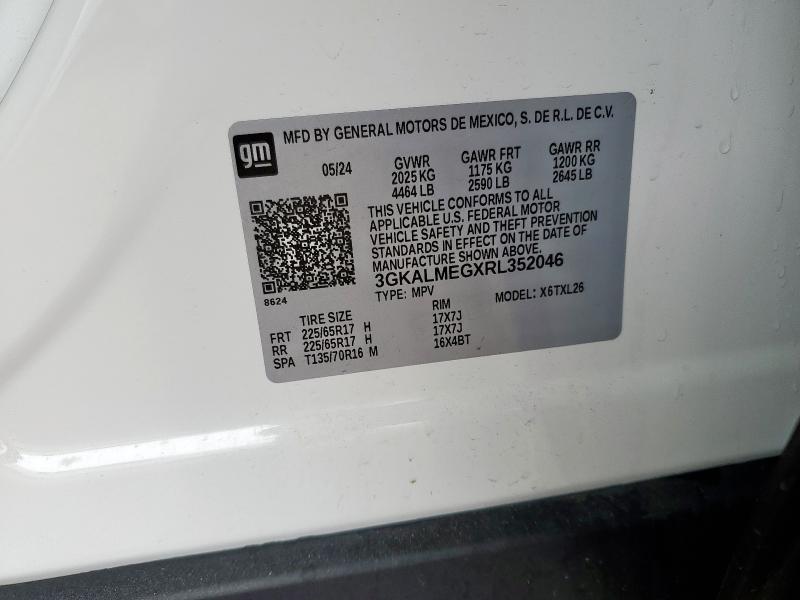 gm
MFD BY GENERAL MOTORS DE MEXICO, S. DE R.L. DE C.V.
05/24 GVWR GAWR FRT GAWR RR
2025 KG 1175 KG 1200 KG
4464 LB 2590 LB 2645 LB
THIS VEHICLE CONFORMS TO ALL
APPLICABLE U.S. FEDERAL MOTOR
VEHICLE SAFETY AND THEFT PREVENTION
STANDARDS IN EFFECT ON THE DATE OF
MANUFACTURE SHOWN ABOVE.
3GKALMEGXRL352046
8624
TYPE: MPV MODEL: X6TXL26
TIRE SIZE RIM
FRT 225/65R17 H 17X7J
RR 225/65R17 H 17X7J
SPA T135/70R16 M 16X4BT